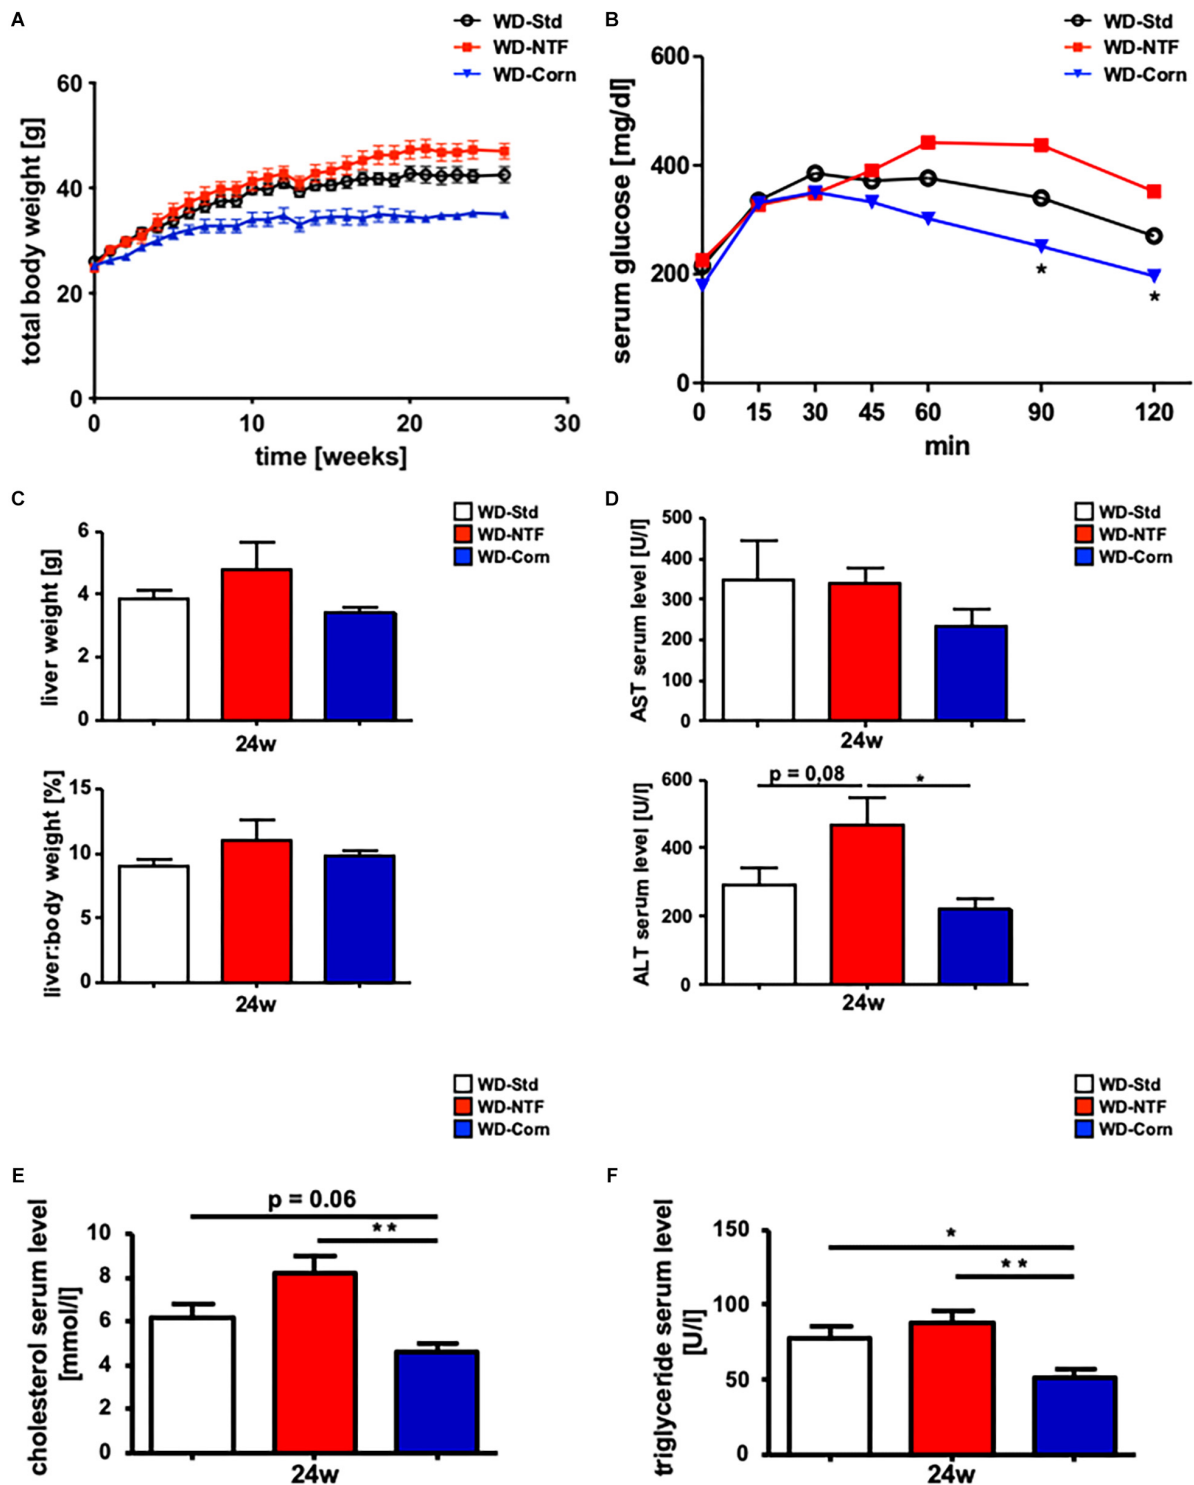 A
WD-Std
WD-NTF
WD-Corn
total body weight [g]
60
40
20
0
0 10 20 30
time [weeks]
B
WD-Std
WD-NTF
WD-Corn
serum glucose [mg/dl]
600
400
200
0
0 15 30 45 60 90 120
min
*
*
C
WD-Std
WD-NTF
WD-Corn
liver weight [g]
6
4
2
0
24w
liver:body weight [%]
15
10
5
0
24w
D
WD-Std
WD-NTF
WD-Corn
AST serum level [U/l]
500
400
300
200
100
0
24w
ALT serum level [U/l]
600
400
200
0
p = 0,08
*
24w
WD-Std
WD-NTF
WD-Corn
E
cholesterol serum level
[mmol/l]
10
8
6
4
2
0
p = 0.06
**
24w
WD-Std
WD-NTF
WD-Corn
F
triglyceride serum level
[U/l]
150
100
50
0
*
**
24w